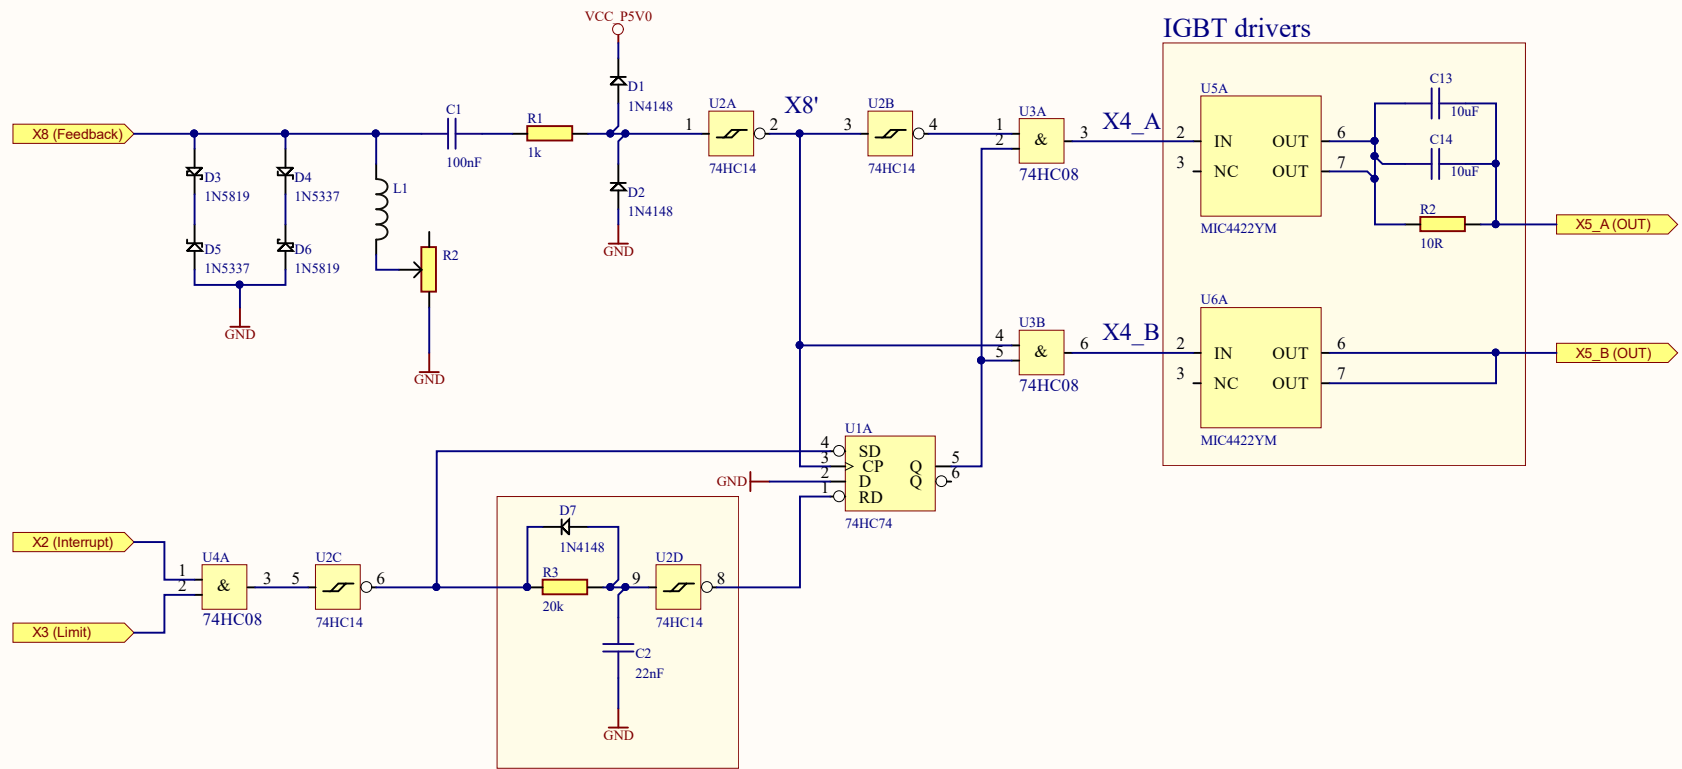 VCC_P5V0
IGBT drivers
D1
1N4148
C1
100nF
R1
1k
U2A
1
2
74HC14
X8'
U2B
3
4
74HC14
U3A
1
2
&
3
74HC08
X4_A
U5A
2
IN
OUT
6
3
NC
OUT
7
MIC4422YM
C13
10uF
C14
10uF
R2
10R
X5_A (OUT)
X8 (Feedback)
D3
1N5819
D4
1N5337
L1
D2
1N4148
GND
D5
1N5337
D6
1N5819
R2
GND
GND
U3B
4
5
&
6
74HC08
X4_B
U6A
2
IN
OUT
6
3
NC
OUT
7
MIC4422YM
X5_B (OUT)
U1A
4
SD
3
CP
Q
5
GND
2
D
Q
6
1
RD
74HC74
X2 (Interrupt)
X3 (Limit)
U4A
1
2
&
3
74HC08
U2C
5
6
74HC14
D7
1N4148
R3
20k
U2D
9
8
74HC14
C2
22nF
GND